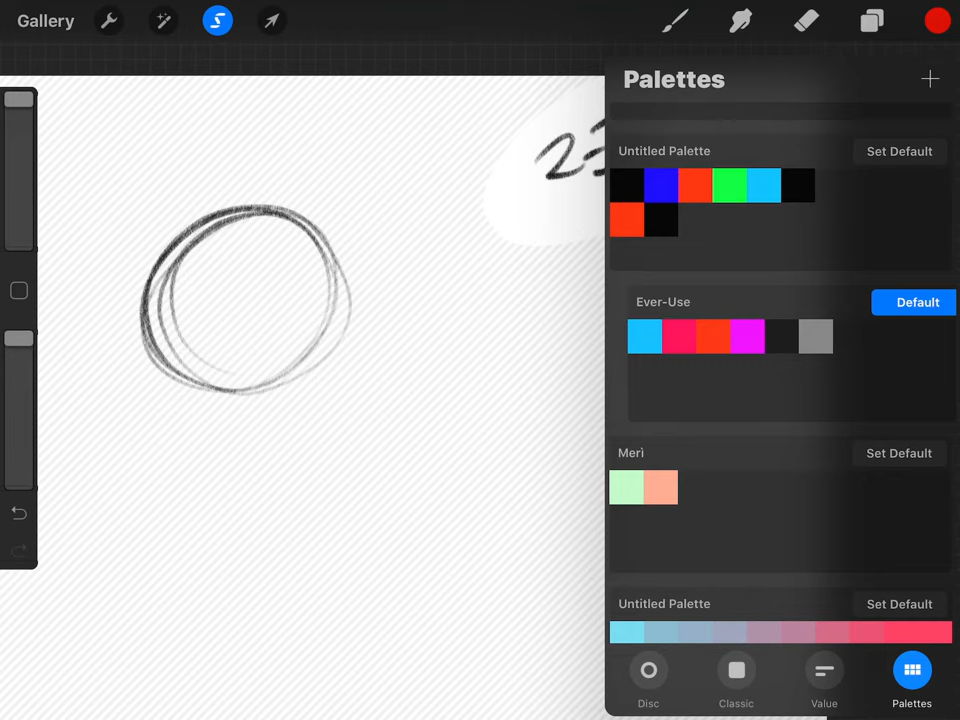 Gallery
Palettes
Untitled Palette Set Default
Ever-Use Default
Merì Set Default
Untitled Palette Set Default
Disc Classic Value Palettes